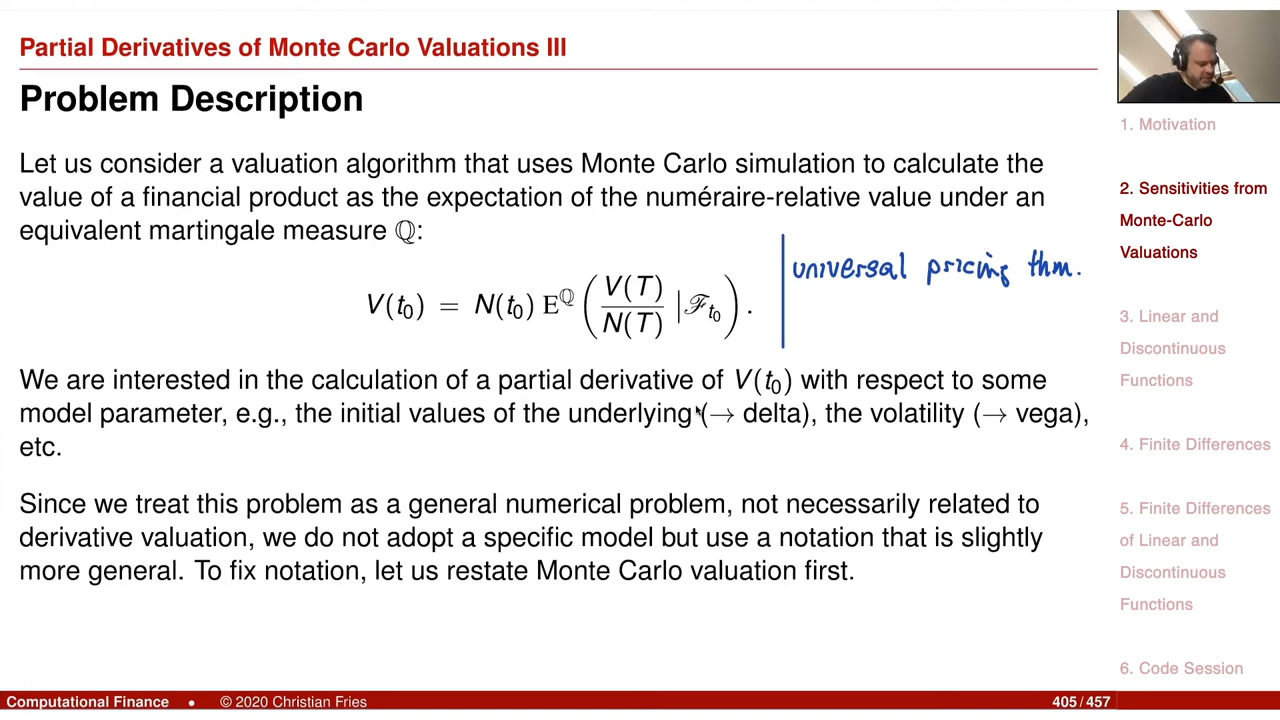 Partial Derivatives of Monte Carlo Valuations III
Problem Description
Let us consider a valuation algorithm that uses Monte Carlo simulation to calculate the
value of a financial product as the expectation of the numéraire-relative value under an
equivalent martingale measure ℚ:
universal pricing thm.
V(t₀) = N(t₀) E^ℚ ( V(T) / N(T) | ℱ_t₀ ) .
We are interested in the calculation of a partial derivative of V(t₀) with respect to some
model parameter, e.g., the initial values of the underlying (→ delta), the volatility (→ vega),
etc.
Since we treat this problem as a general numerical problem, not necessarily related to
derivative valuation, we do not adopt a specific model but use a notation that is slightly
more general. To fix notation, let us restate Monte Carlo valuation first.
1. Motivation
2. Sensitivities from
Monte-Carlo
Valuations
3. Linear and
Discontinuous
Functions
4. Finite Differences
5. Finite Differences
of Linear and
Discontinuous
Functions
6. Code Session
Computational Finance • © 2020 Christian Fries 405 / 457